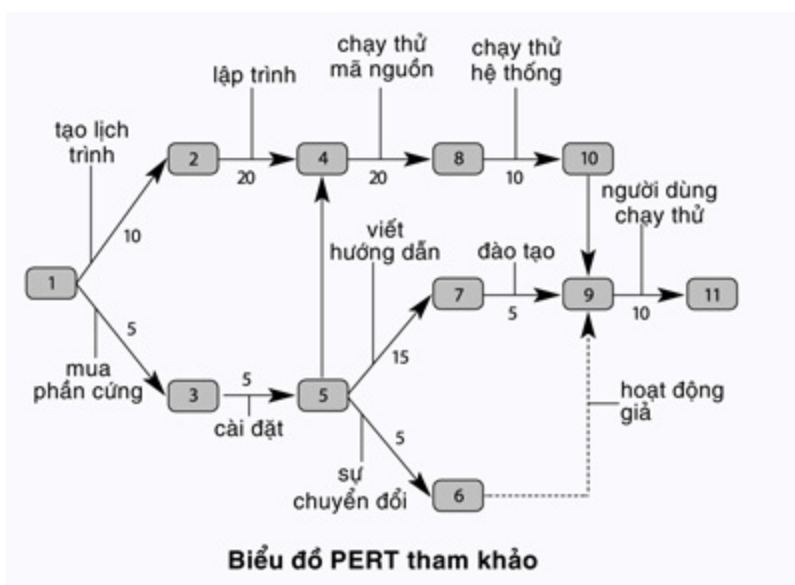 chạy thử
mã nguồn
chạy thử
hệ thống
lập trình
tạo lịch
trình
2
4
8
10
20
20
10
10
người dùng
chạy thử
viết
hướng dẫn
đào tạo
1
7
9
11
5
10
5
15
mua
phần cứng
5
3
5
cài đặt
hoạt động
giả
5
sự
chuyển đổi
6
Biểu đồ PERT tham khảo